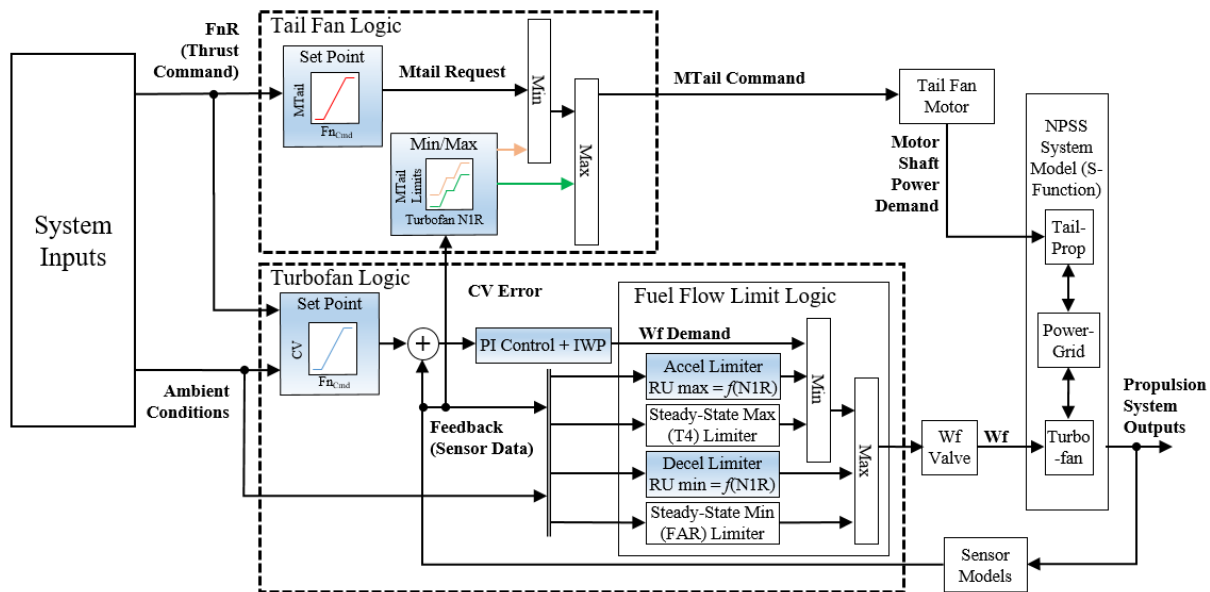 FnR
(Thrust
Command)
System
Inputs
Ambient
Conditions
Tail Fan Logic
Set Point
MTail
Fn_Cmd
Mtail Request
Min/Max
MTail
Limits
Turbofan N1R
Min
Max
MTail Command
Tail Fan
Motor
Motor
Shaft
Power
Demand
NPSS
System
Model (S-
Function)
Tail-
Prop
Power-
Grid
Turbo
-fan
Turbofan Logic
Set Point
CV
Fn_Cmd
CV Error
+
PI Control + IWP
Feedback
(Sensor Data)
Fuel Flow Limit Logic
Wf Demand
Accel Limiter
RU max = f(N1R)
Steady-State Max
(T4) Limiter
Decel Limiter
RU min = f(N1R)
Steady-State Min
(FAR) Limiter
Min
Max
Wf
Valve
Wf
Propulsion
System
Outputs
Sensor
Models